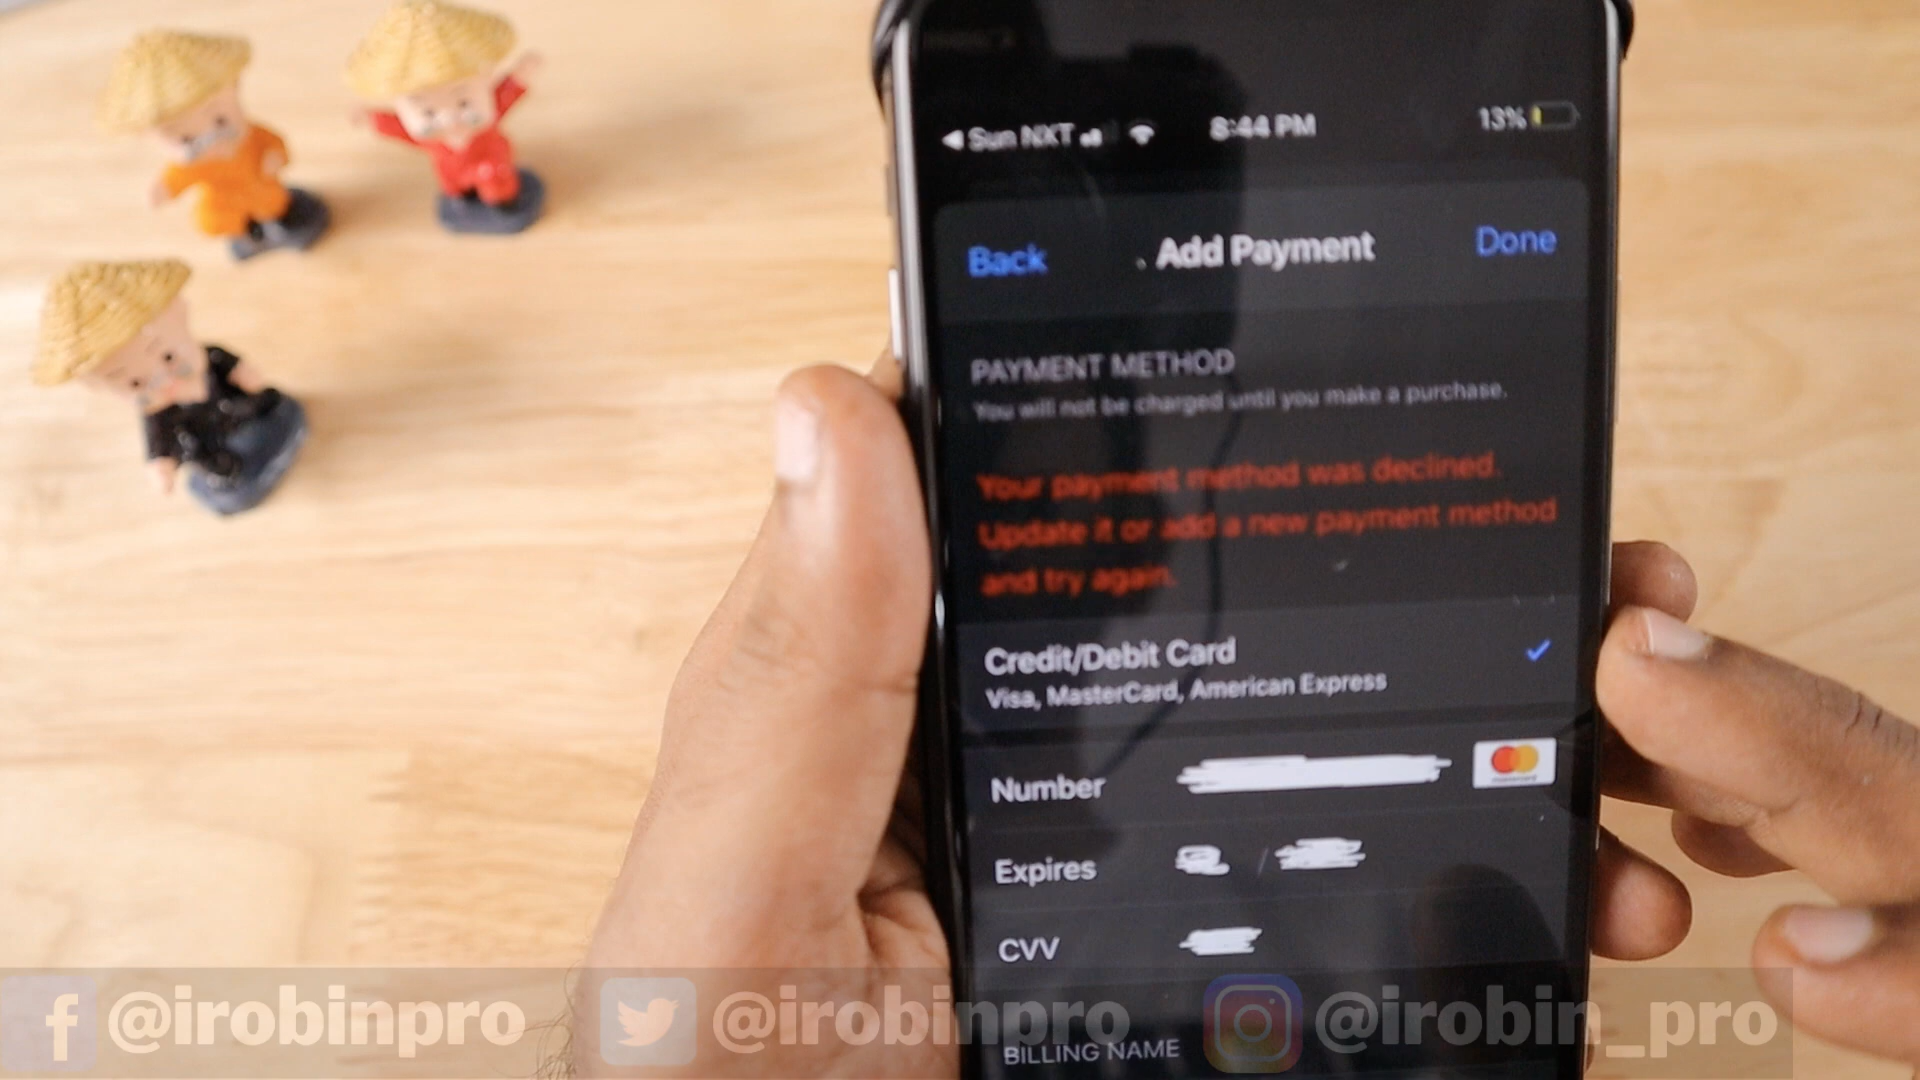 Sun NXT
8:44 PM
13%
Back
Add Payment
Done
PAYMENT METHOD
You will not be charged until you make a purchase.
Your payment method was declined.
Update it or add a new payment method
and try again.
Credit/Debit Card
Visa, MasterCard, American Express
Number
mastercard
Expires
/
CVV
@irobinpro
@irobinpro
@irobin_pro
BILLING NAME